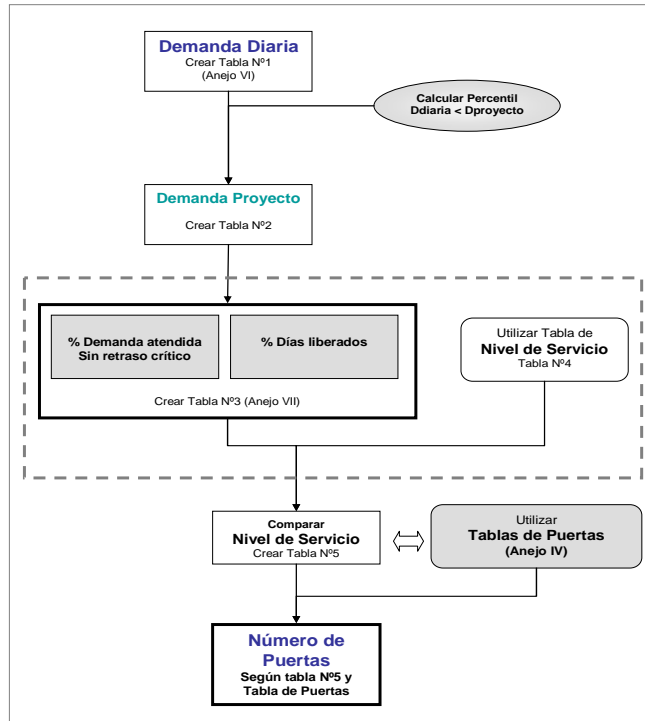 Demanda Diaria
Crear Tabla Nº1
(Anejo VI)
Calcular Percentil
Ddiaria < Dproyecto
Demanda Proyecto
Crear Tabla Nº2
% Demanda atendida
Sin retraso crítico
% Días liberados
Crear Tabla Nº3 (Anejo VII)
Utilizar Tabla de
Nivel de Servicio
Tabla Nº4
Comparar
Nivel de Servicio
Crear Tabla Nº5
Utilizar
Tablas de Puertas
(Anejo IV)
Número de
Puertas
Según tabla Nº5 y
Tabla de Puertas